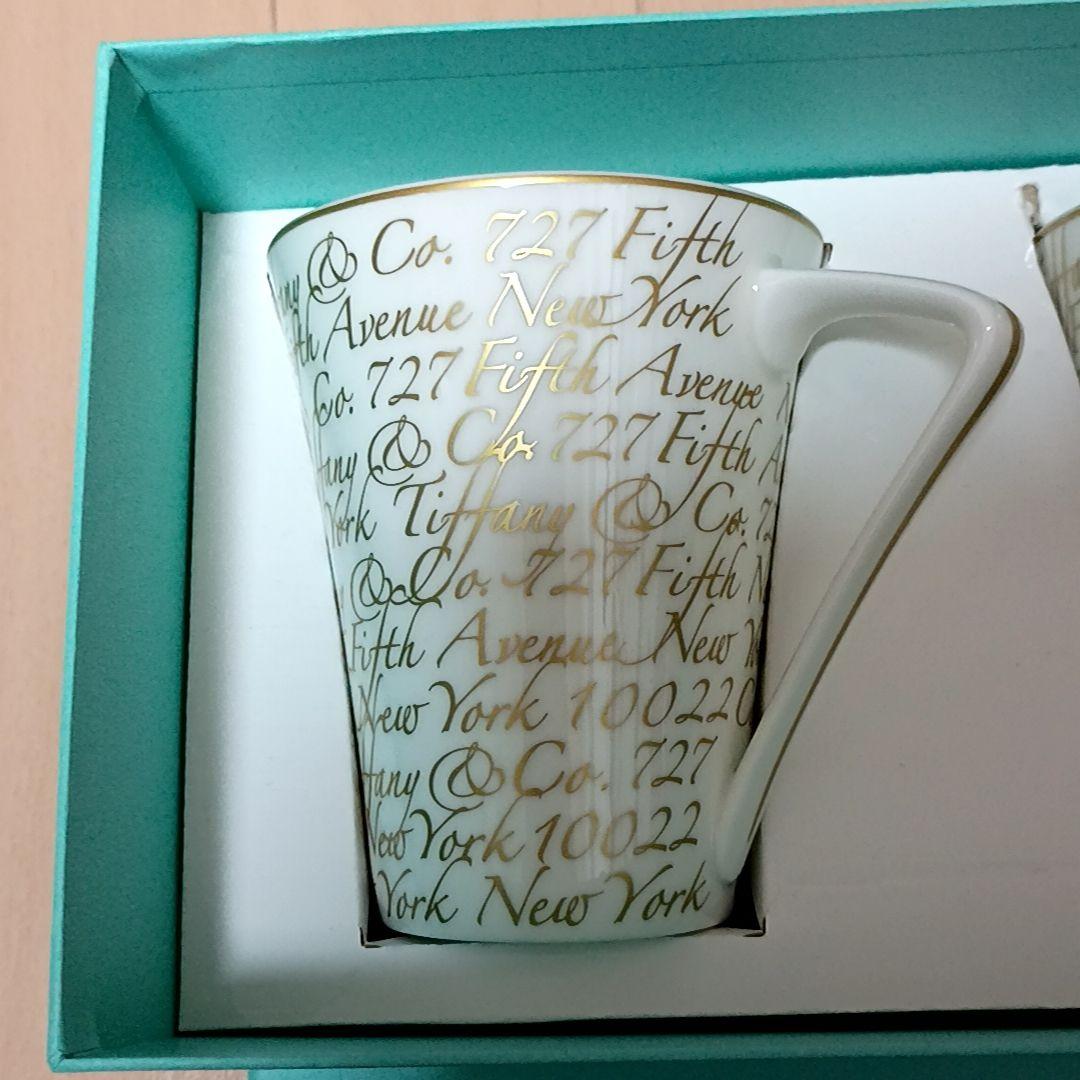 & Co. 727 Fifth
Avenue New York
Co. 727 Fifth Avenue
& Co. 727 Fifth
York Tiffany & Co.
& Co. 727 Fifth
Fifth Avenue New
New York 10022
& Co. 727
New York 10022
York New York